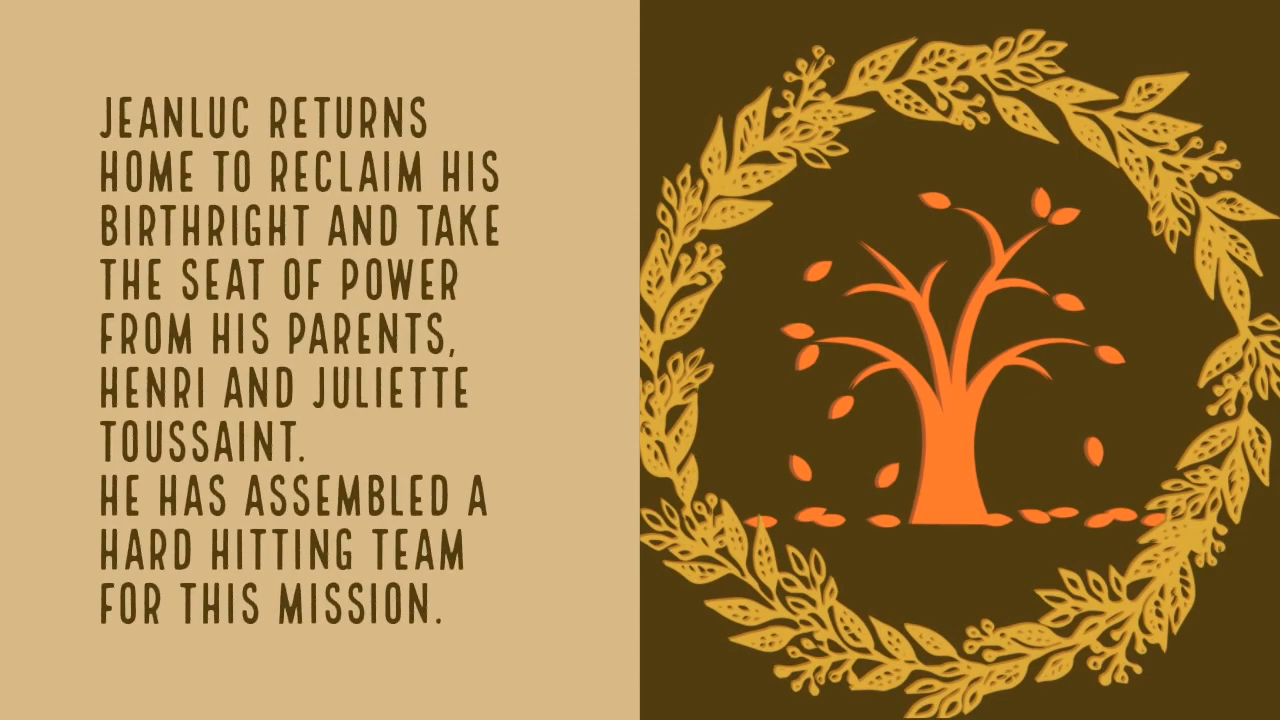 JEANLUC RETURNS
HOME TO RECLAIM HIS
BIRTHRIGHT AND TAKE
THE SEAT OF POWER
FROM HIS PARENTS,
HENRI AND JULIETTE
TOUSSAINT.
HE HAS ASSEMBLED A
HARD HITTING TEAM
FOR THIS MISSION.